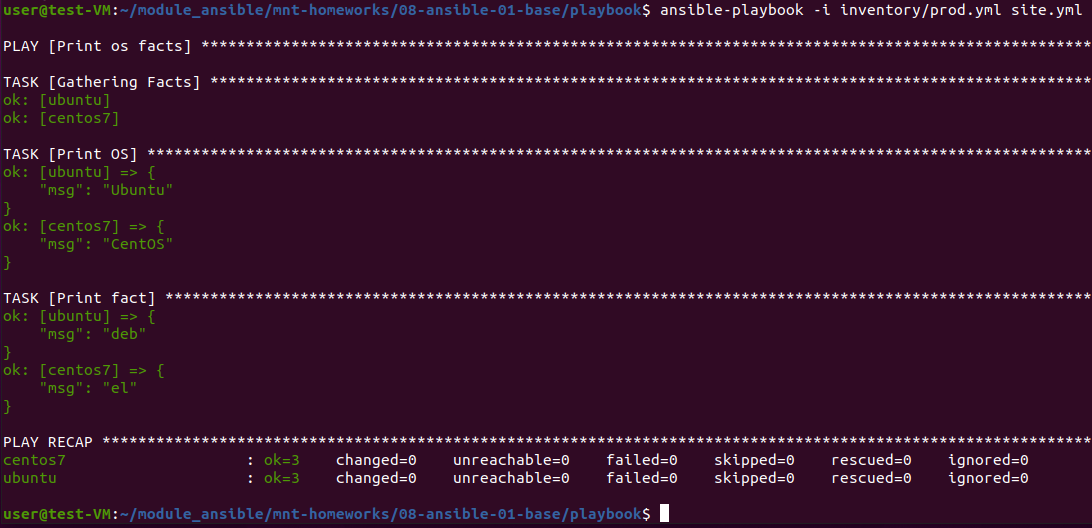 user@test-VM:~/module_ansible/mnt-homeworks/08-ansible-01-base/playbook$ ansible-playbook -i inventory/prod.yml site.yml
PLAY [Print os facts] ***************************************************************************************************
TASK [Gathering Facts] **************************************************************************************************
ok: [ubuntu]
ok: [centos7]
TASK [Print OS] *********************************************************************************************************
ok: [ubuntu] => {
    "msg": "Ubuntu"
}
ok: [centos7] => {
    "msg": "CentOS"
}
TASK [Print fact] *******************************************************************************************************
ok: [ubuntu] => {
    "msg": "deb"
}
ok: [centos7] => {
    "msg": "el"
}
PLAY RECAP **************************************************************************************************************
centos7                    : ok=3    changed=0    unreachable=0    failed=0    skipped=0    rescued=0    ignored=0
ubuntu                     : ok=3    changed=0    unreachable=0    failed=0    skipped=0    rescued=0    ignored=0
user@test-VM:~/module_ansible/mnt-homeworks/08-ansible-01-base/playbook$